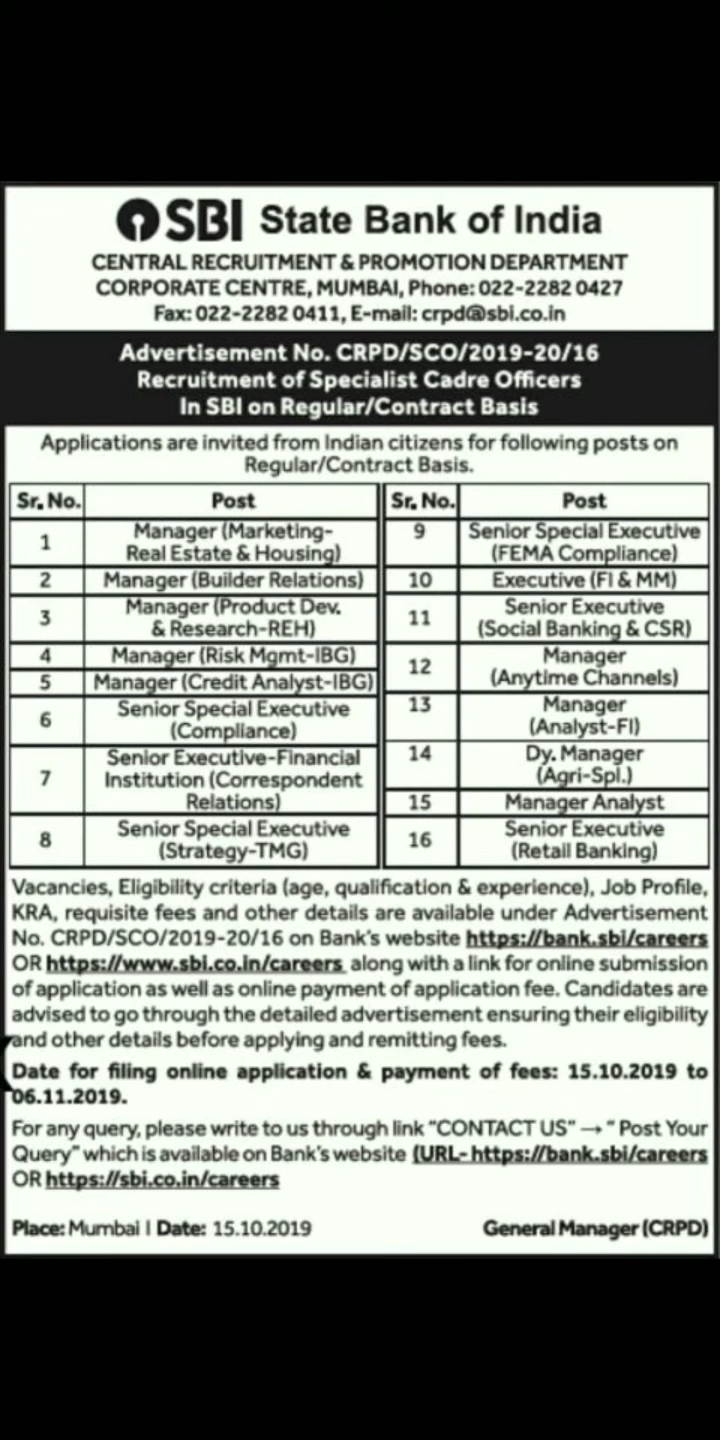 SBI State Bank of India
CENTRAL RECRUITMENT & PROMOTION DEPARTMENT
CORPORATE CENTRE, MUMBAI, Phone: 022-2282 0427
Fax: 022-2282 0411, E-mail: crpd@sbi.co.in
Advertisement No. CRPD/SCO/2019-20/16
Recruitment of Specialist Cadre Officers
In SBI on Regular/Contract Basis
Applications are invited from Indian citizens for following posts on
Regular/Contract Basis.
Sr. No. Post
1 Manager (Marketing-
Real Estate & Housing)
2 Manager (Builder Relations)
3 Manager (Product Dev.
& Research-REH)
4 Manager (Risk Mgmt-IBG)
5 Manager (Credit Analyst-IBG)
6 Senior Special Executive
(Compliance)
7 Senior Executive-Financial
Institution (Correspondent
Relations)
8 Senior Special Executive
(Strategy-TMG)
Sr. No. Post
9 Senior Special Executive
(FEMA Compliance)
10 Executive (FI & MM)
11 Senior Executive
(Social Banking & CSR)
12 Manager
(Anytime Channels)
13 Manager
(Analyst-FI)
14 Dy. Manager
(Agri-Spl.)
15 Manager Analyst
16 Senior Executive
(Retail Banking)
Vacancies, Eligibility criteria (age, qualification & experience), Job Profile,
KRA, requisite fees and other details are available under Advertisement
No. CRPD/SCO/2019-20/16 on Bank's website https://bank.sbi/careers
OR https://www.sbi.co.in/careers along with a link for online submission
of application as well as online payment of application fee. Candidates are
advised to go through the detailed advertisement ensuring their eligibility
and other details before applying and remitting fees.
Date for filing online application & payment of fees: 15.10.2019 to
06.11.2019.
For any query, please write to us through link "CONTACT US" → " Post Your
Query" which is available on Bank's website (URL- https://bank.sbi/careers
OR https://sbi.co.in/careers
Place: Mumbai I Date: 15.10.2019 General Manager (CRPD)